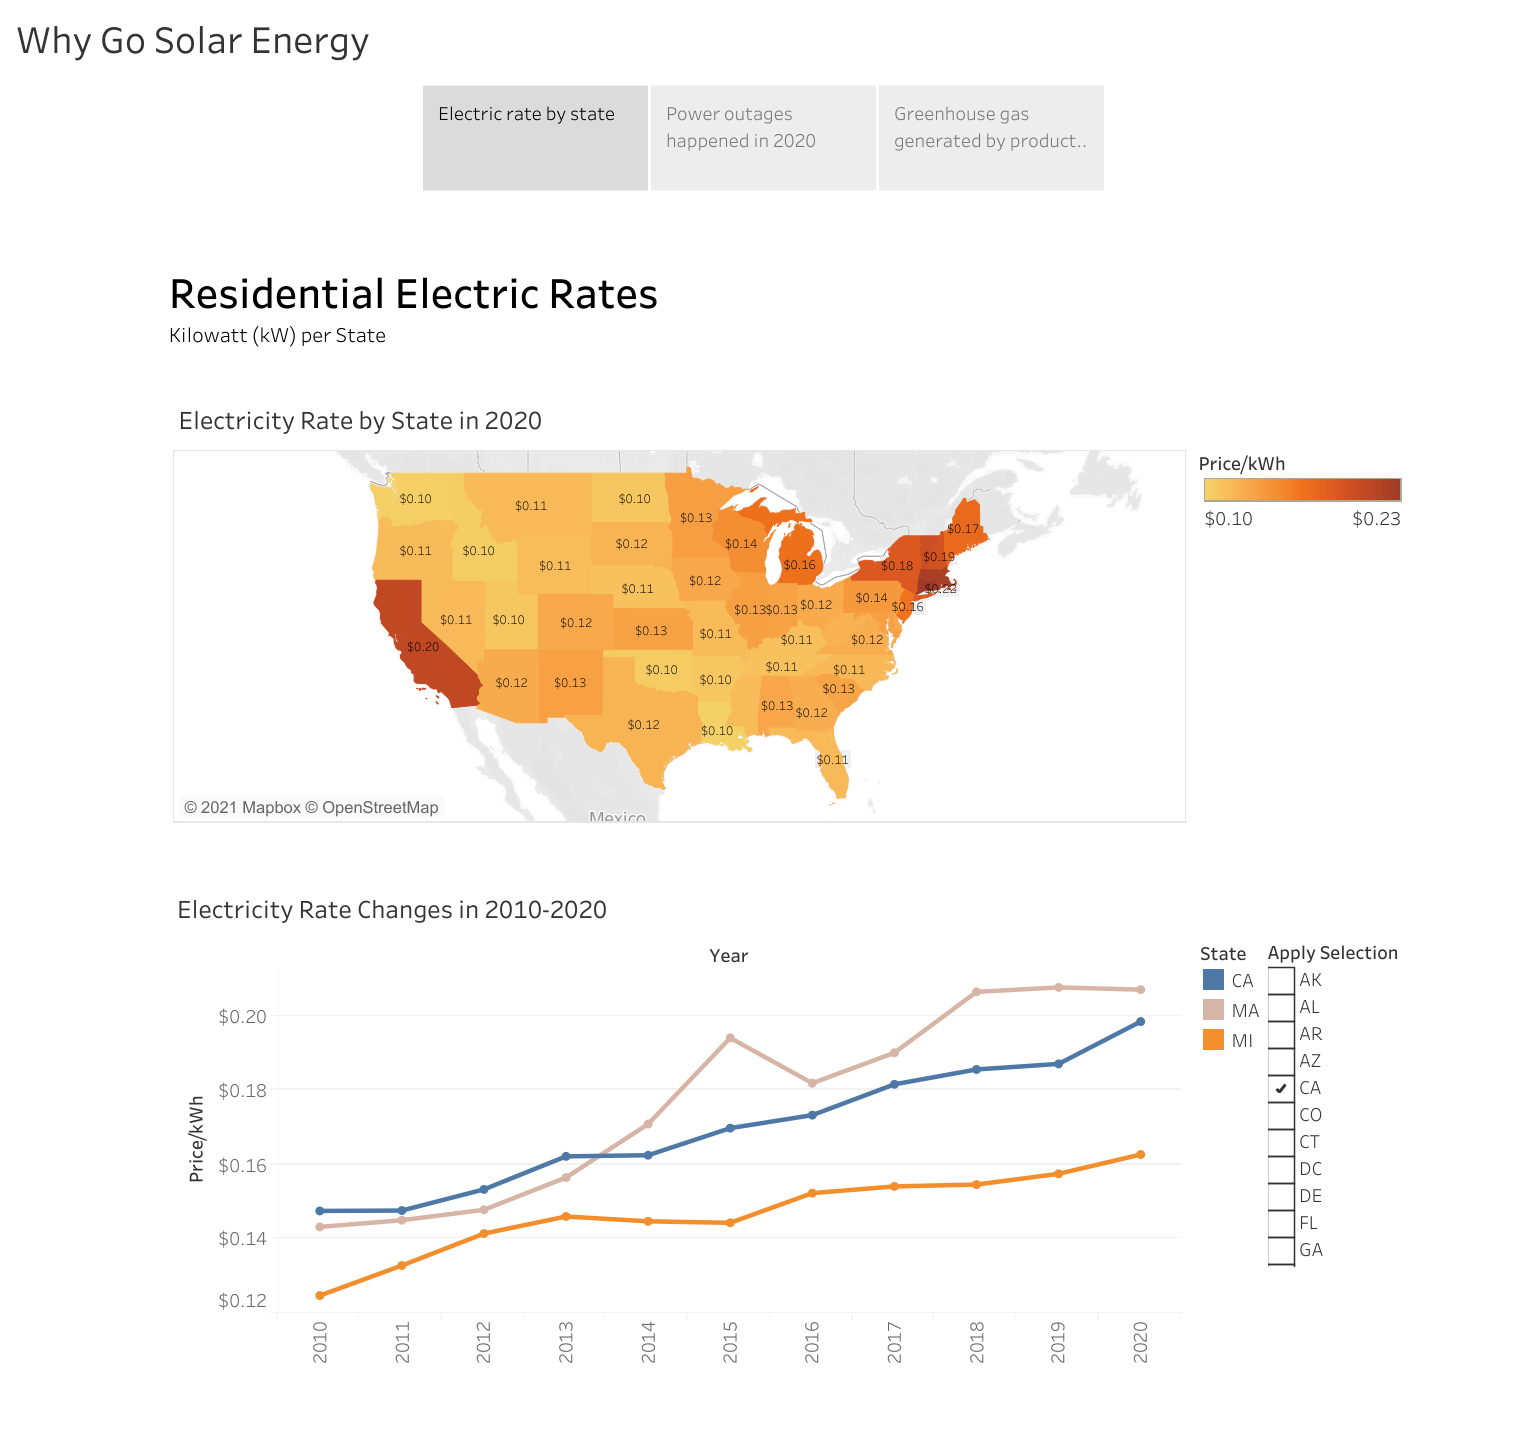 Why Go Solar Energy
Electric rate by state
Power outages
happened in 2020
Greenhouse gas
generated by product..
Residential Electric Rates
Kilowatt (kW) per State
Electricity Rate by State in 2020
Price/kWh
$0.10 $0.23
$0.10
$0.11
$0.10
$0.13
$0.17
$0.11
$0.10
$0.11
$0.12
$0.14
$0.16
$0.18
$0.19
$0.11
$0.12
$0.22
$0.11
$0.10
$0.12
$0.13
$0.11
$0.13
$0.13
$0.12
$0.14
$0.16
$0.20
$0.11
$0.12
$0.12
$0.13
$0.10
$0.10
$0.11
$0.11
$0.13
$0.12
$0.10
$0.13
$0.12
$0.11
© 2021 Mapbox © OpenStreetMap
Mexico
Electricity Rate Changes in 2010-2020
Year
Price/kWh
$0.20
$0.18
$0.16
$0.14
$0.12
2010
2011
2012
2013
2014
2015
2016
2017
2018
2019
2020
State
CA
MA
MI
Apply Selection
AK
AL
AR
AZ
CA
CO
CT
DC
DE
FL
GA